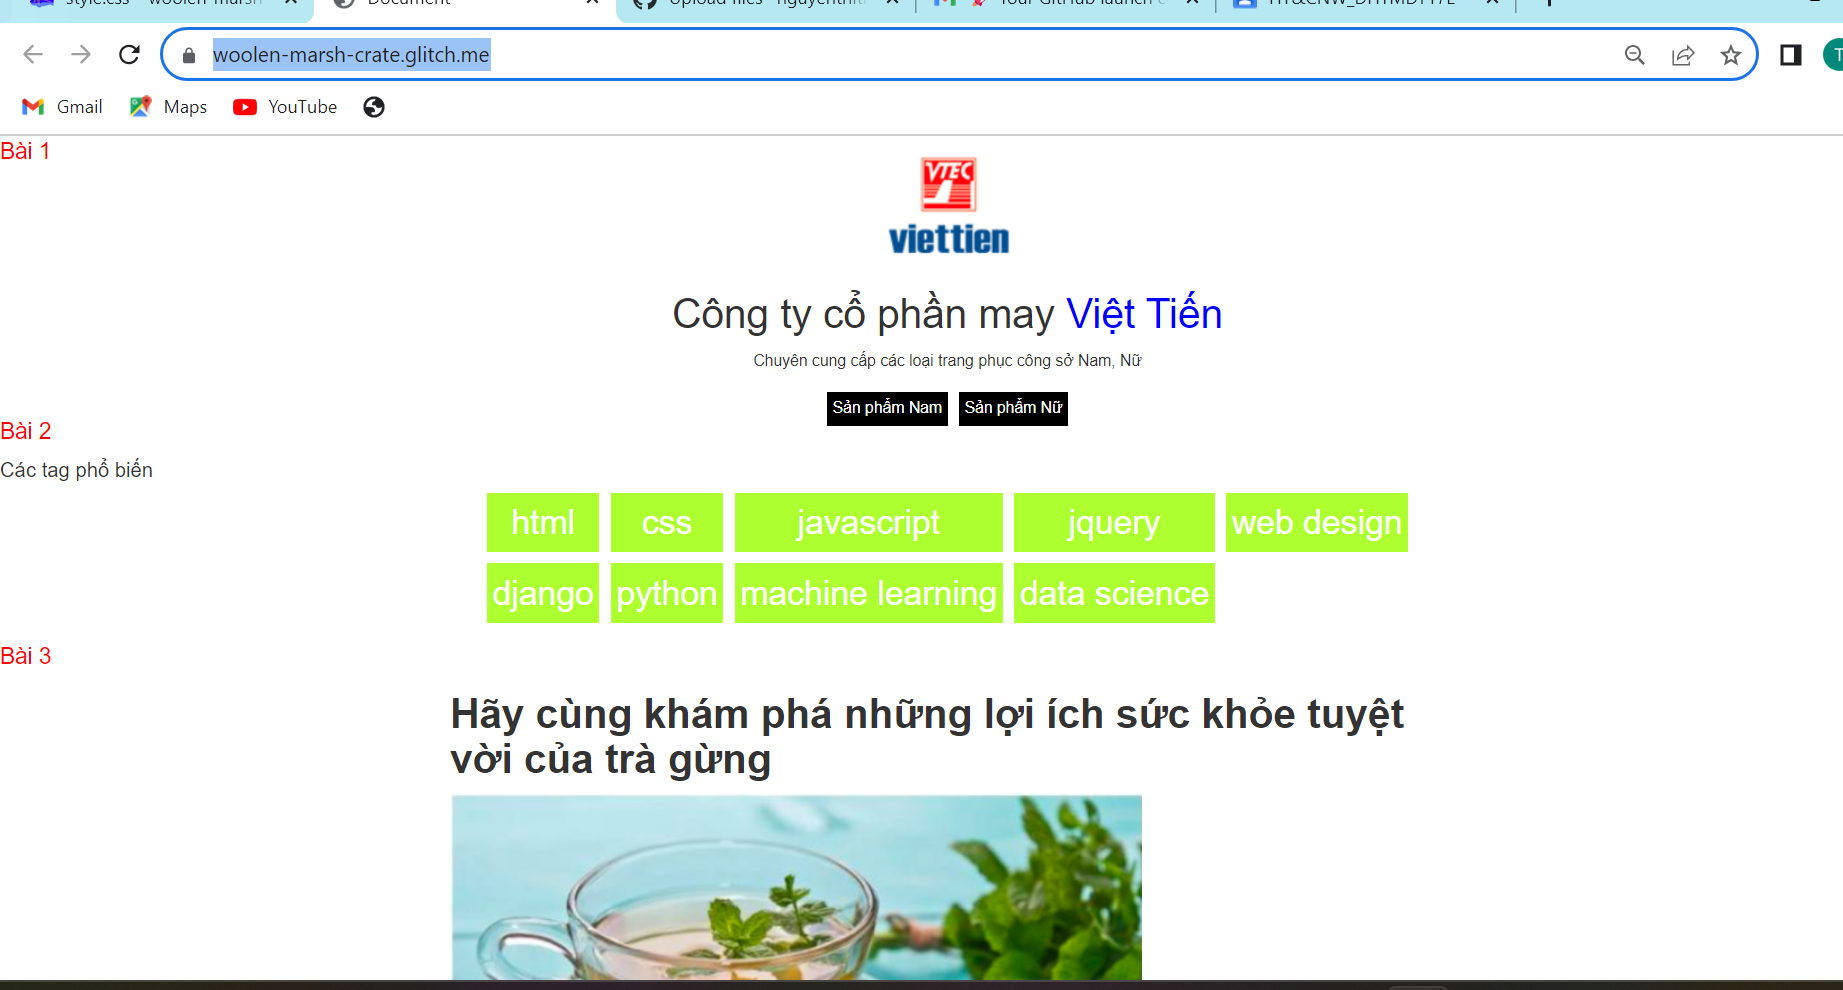 woolen-marsh-crate.glitch.me
Gmail Maps YouTube
Bài 1
VTEC
viettien
Công ty cổ phần may Việt Tiến
Chuyên cung cấp các loại trang phục công sở Nam, Nữ
Sản phẩm Nam Sản phẩm Nữ
Bài 2
Các tag phổ biến
html css javascript jquery web design
django python machine learning data science
Bài 3
Hãy cùng khám phá những lợi ích sức khỏe tuyệt
vời của trà gừng